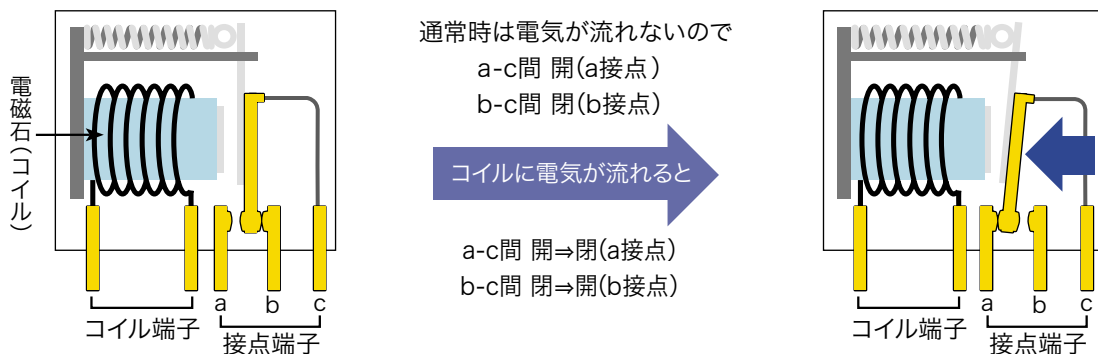 電磁石(コイル)
a
b
c
コイル端子
接点端子
通常時は電気が流れないので
a-c間 開(a接点)
b-c間 閉(b接点)
コイルに電気が流れると
a-c間 開⇒閉(a接点)
b-c間 閉⇒開(b接点)
a
b
c
コイル端子
接点端子